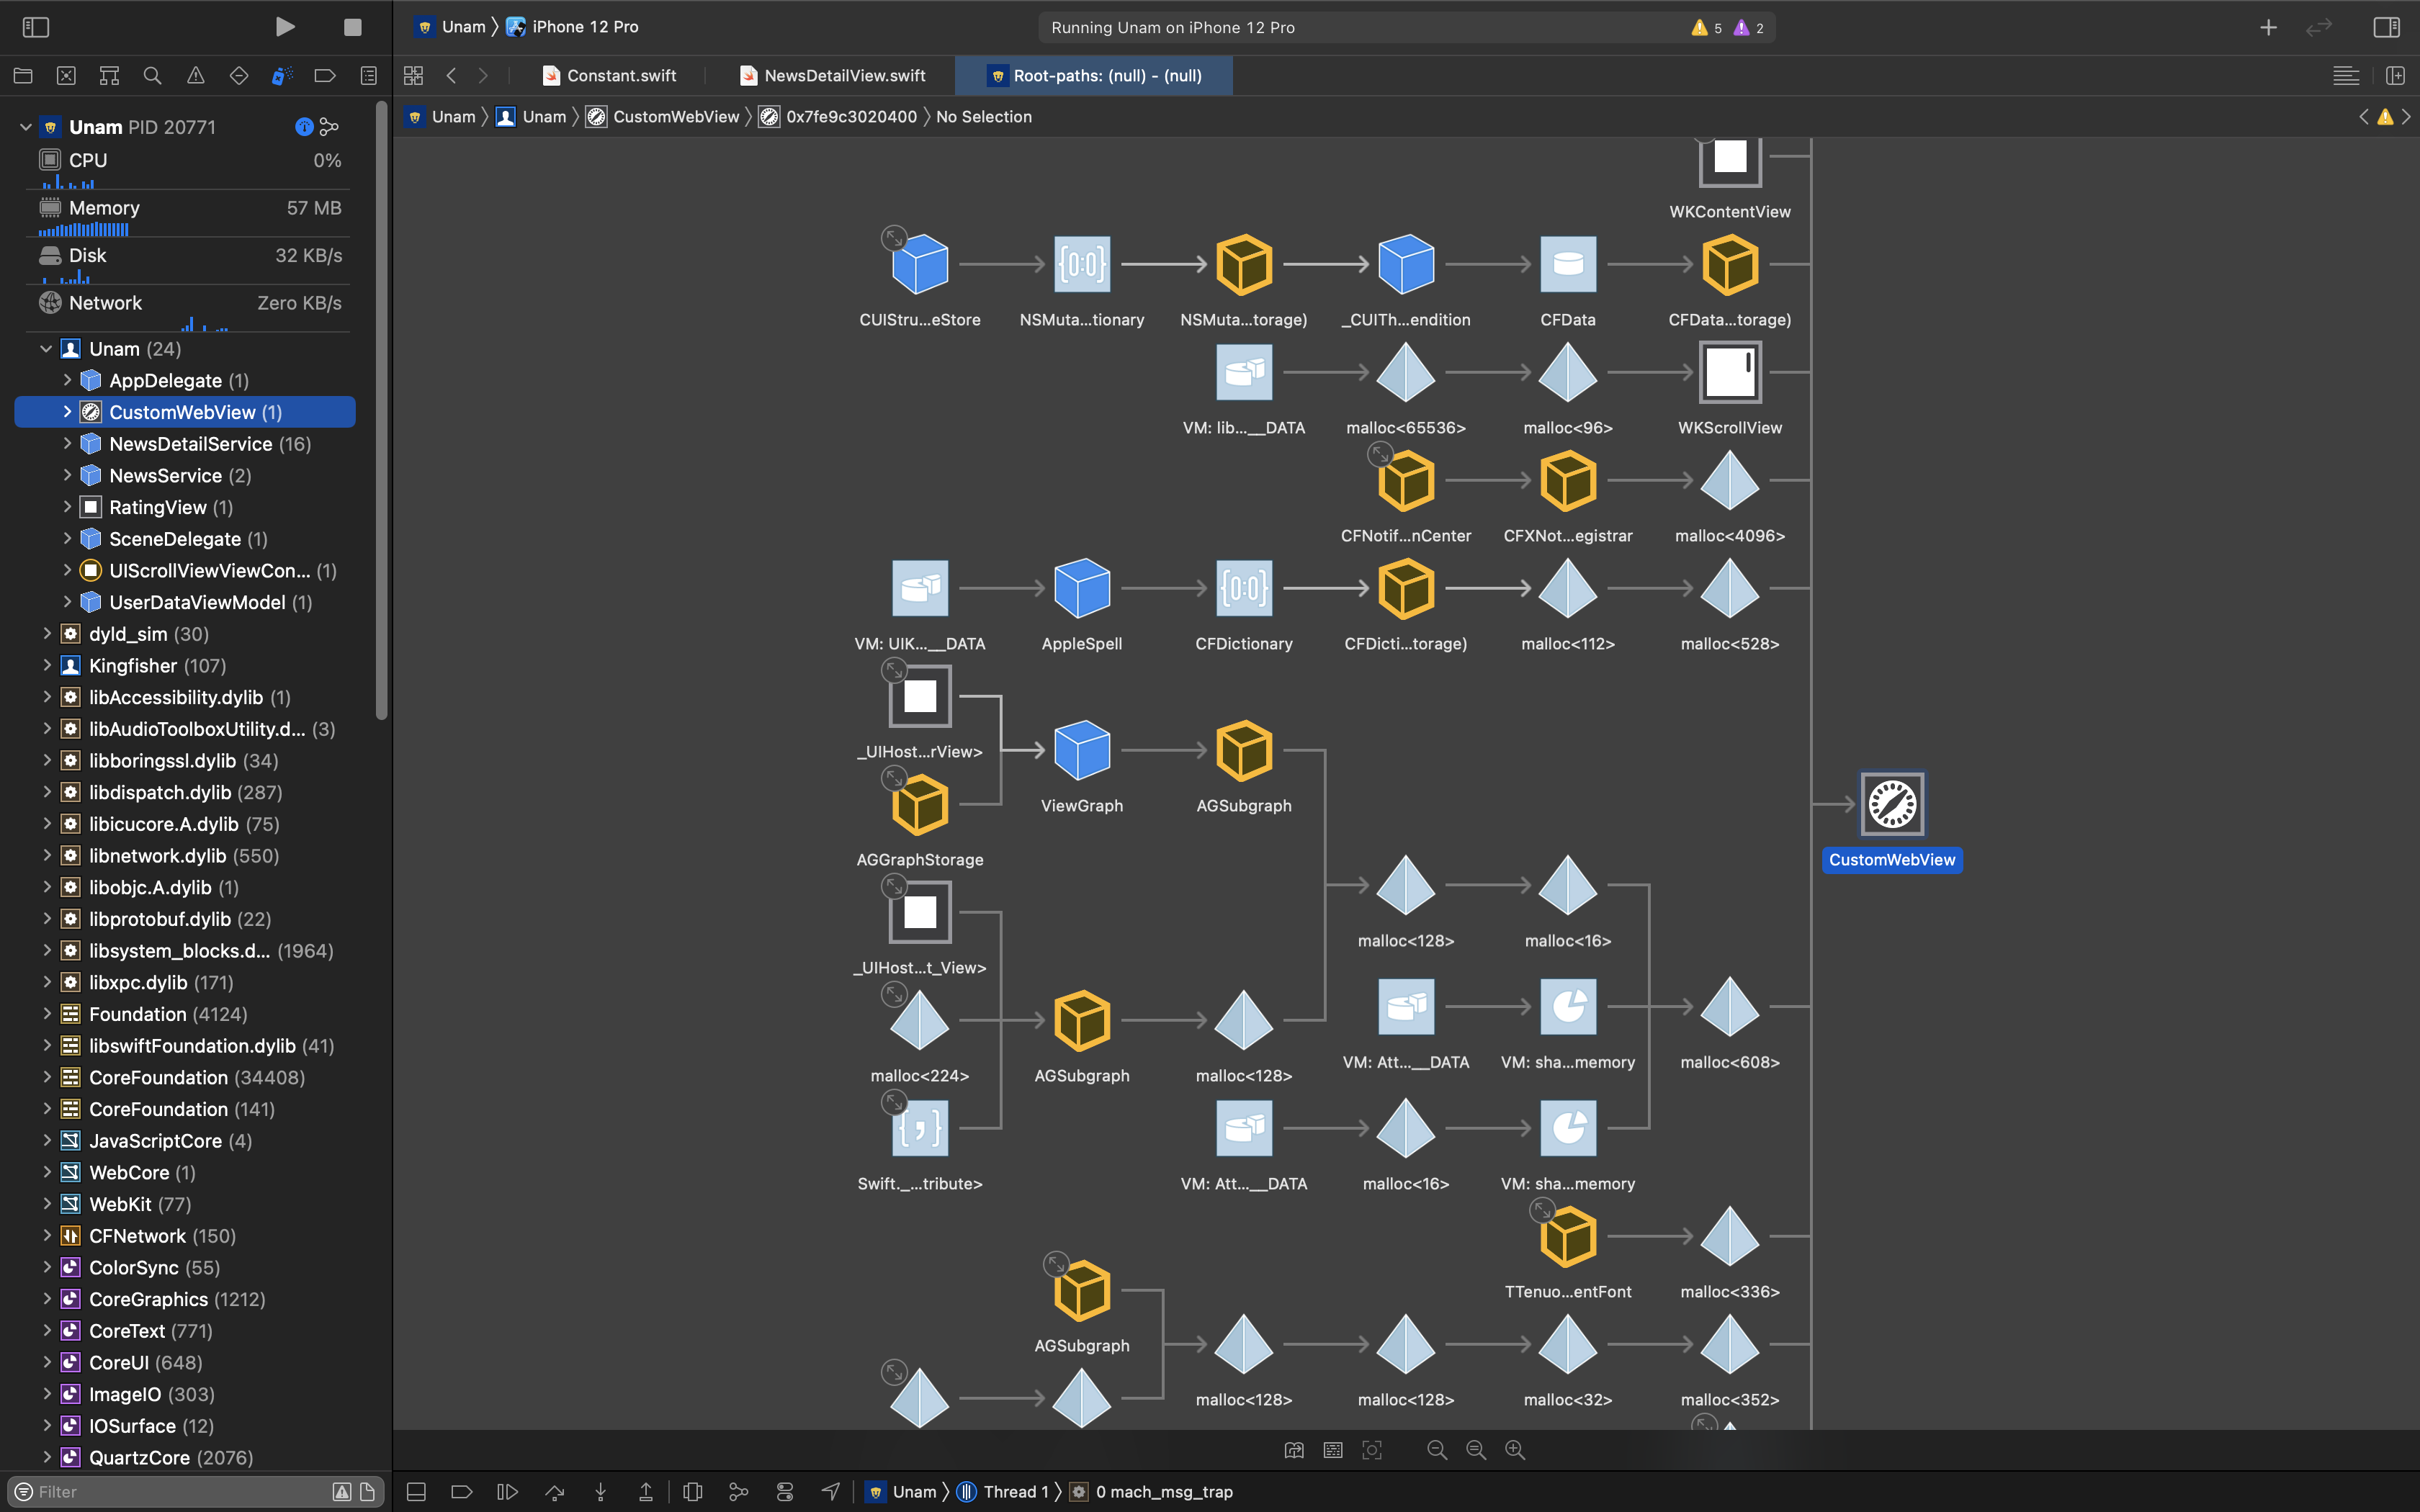 Unam
iPhone 12 Pro
Running Unam on iPhone 12 Pro
5
2
Constant.swift
NewsDetailView.swift
Root-paths: (null) - (null)
Unam
Unam
CustomWebView
0x7fe9c3020400
No Selection
Unam PID 20771
CPU 0%
Memory 57 MB
Disk 32 KB/s
Network Zero KB/s
Unam (24)
AppDelegate (1)
CustomWebView (1)
NewsDetailService (16)
NewsService (2)
RatingView (1)
SceneDelegate (1)
UIScrollViewViewCon... (1)
UserDataViewModel (1)
dyld_sim (30)
Kingfisher (107)
libAccessibility.dylib (1)
libAudioToolboxUtility.d... (3)
libboringssl.dylib (34)
libdispatch.dylib (287)
libicucore.A.dylib (75)
libnetwork.dylib (550)
libobjc.A.dylib (1)
libprotobuf.dylib (22)
libsystem_blocks.d... (1964)
libxpc.dylib (171)
Foundation (4124)
libswiftFoundation.dylib (41)
CoreFoundation (34408)
CoreFoundation (141)
JavaScriptCore (4)
WebCore (1)
WebKit (77)
CFNetwork (150)
ColorSync (55)
CoreGraphics (1212)
CoreText (771)
CoreUI (648)
ImageIO (303)
IOSurface (12)
QuartzCore (2076)
Filter
WKContentView
CUIStru...eStore
NSMuta...tionary
NSMuta...torage)
_CUITh...endition
CFData
CFData...torage)
VM: lib...__DATA
malloc<65536>
malloc<96>
WKScrollView
CFNotif...nCenter
CFXNot...egistrar
malloc<4096>
VM: UIK...__DATA
AppleSpell
CFDictionary
CFDicti...torage)
malloc<112>
malloc<528>
_UIHost...rView>
ViewGraph
AGSubgraph
AGGraphStorage
CustomWebView
malloc<128>
malloc<16>
_UIHost...t_View>
malloc<224>
AGSubgraph
malloc<128>
VM: Att...__DATA
VM: sha...memory
malloc<608>
Swift._...tribute>
VM: Att...__DATA
malloc<16>
VM: sha...memory
TTenuo...entFont
malloc<336>
AGSubgraph
malloc<128>
malloc<128>
malloc<32>
malloc<352>
Unam
Thread 1
0 mach_msg_trap